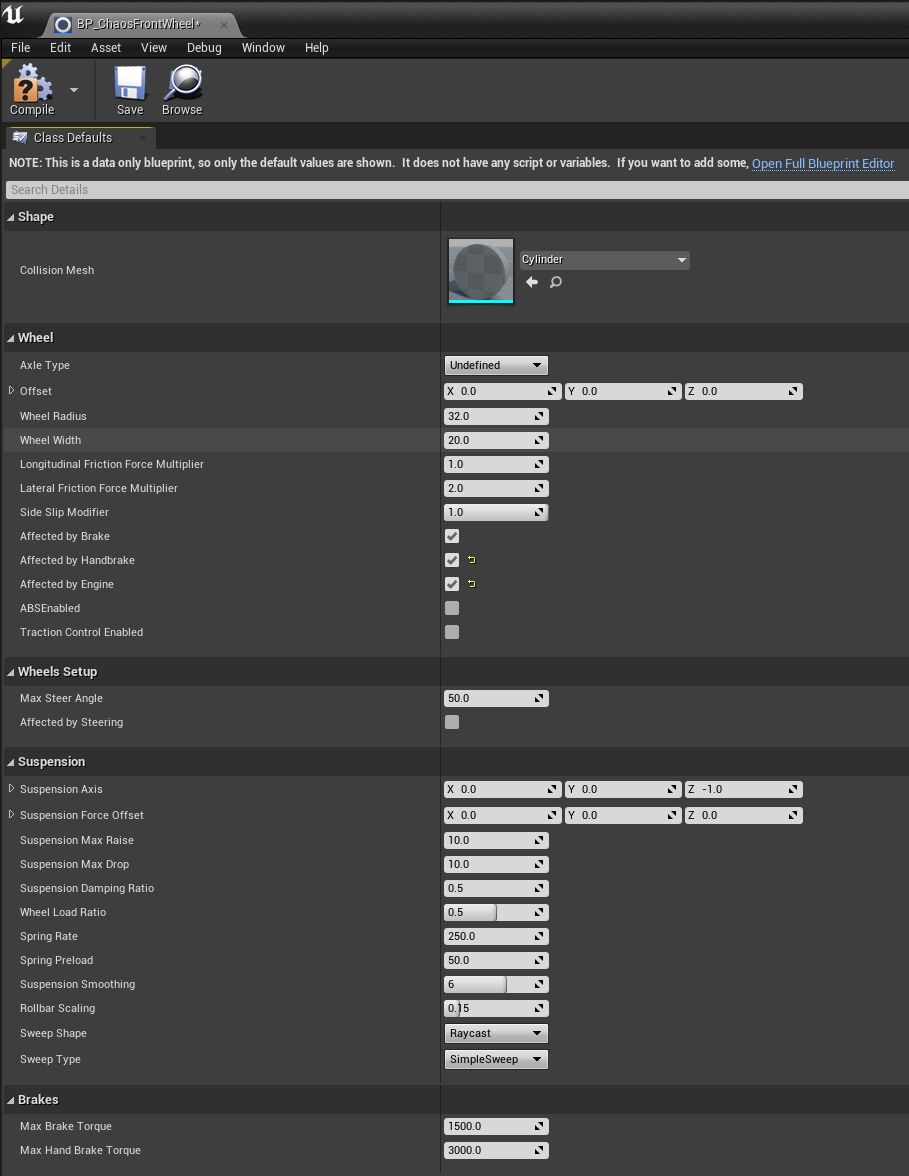 BP_ChaosFrontWheel*
File Edit Asset View Debug Window Help
Compile Save Browse
Class Defaults
NOTE: This is a data only blueprint, so only the default values are shown. It does not have any script or variables. If you want to add some, Open Full Blueprint Editor
Search Details
Shape
Collision Mesh Cylinder
Wheel
Axle Type Undefined
Offset X 0.0 Y 0.0 Z 0.0
Wheel Radius 32.0
Wheel Width 20.0
Longitudinal Friction Force Multiplier 1.0
Lateral Friction Force Multiplier 2.0
Side Slip Modifier 1.0
Affected by Brake
Affected by Handbrake
Affected by Engine
ABSEnabled
Traction Control Enabled
Wheels Setup
Max Steer Angle 50.0
Affected by Steering
Suspension
Suspension Axis X 0.0 Y 0.0 Z -1.0
Suspension Force Offset X 0.0 Y 0.0 Z 0.0
Suspension Max Raise 10.0
Suspension Max Drop 10.0
Suspension Damping Ratio 0.5
Wheel Load Ratio 0.5
Spring Rate 250.0
Spring Preload 50.0
Suspension Smoothing 6
Rollbar Scaling 0.15
Sweep Shape Raycast
Sweep Type SimpleSweep
Brakes
Max Brake Torque 1500.0
Max Hand Brake Torque 3000.0